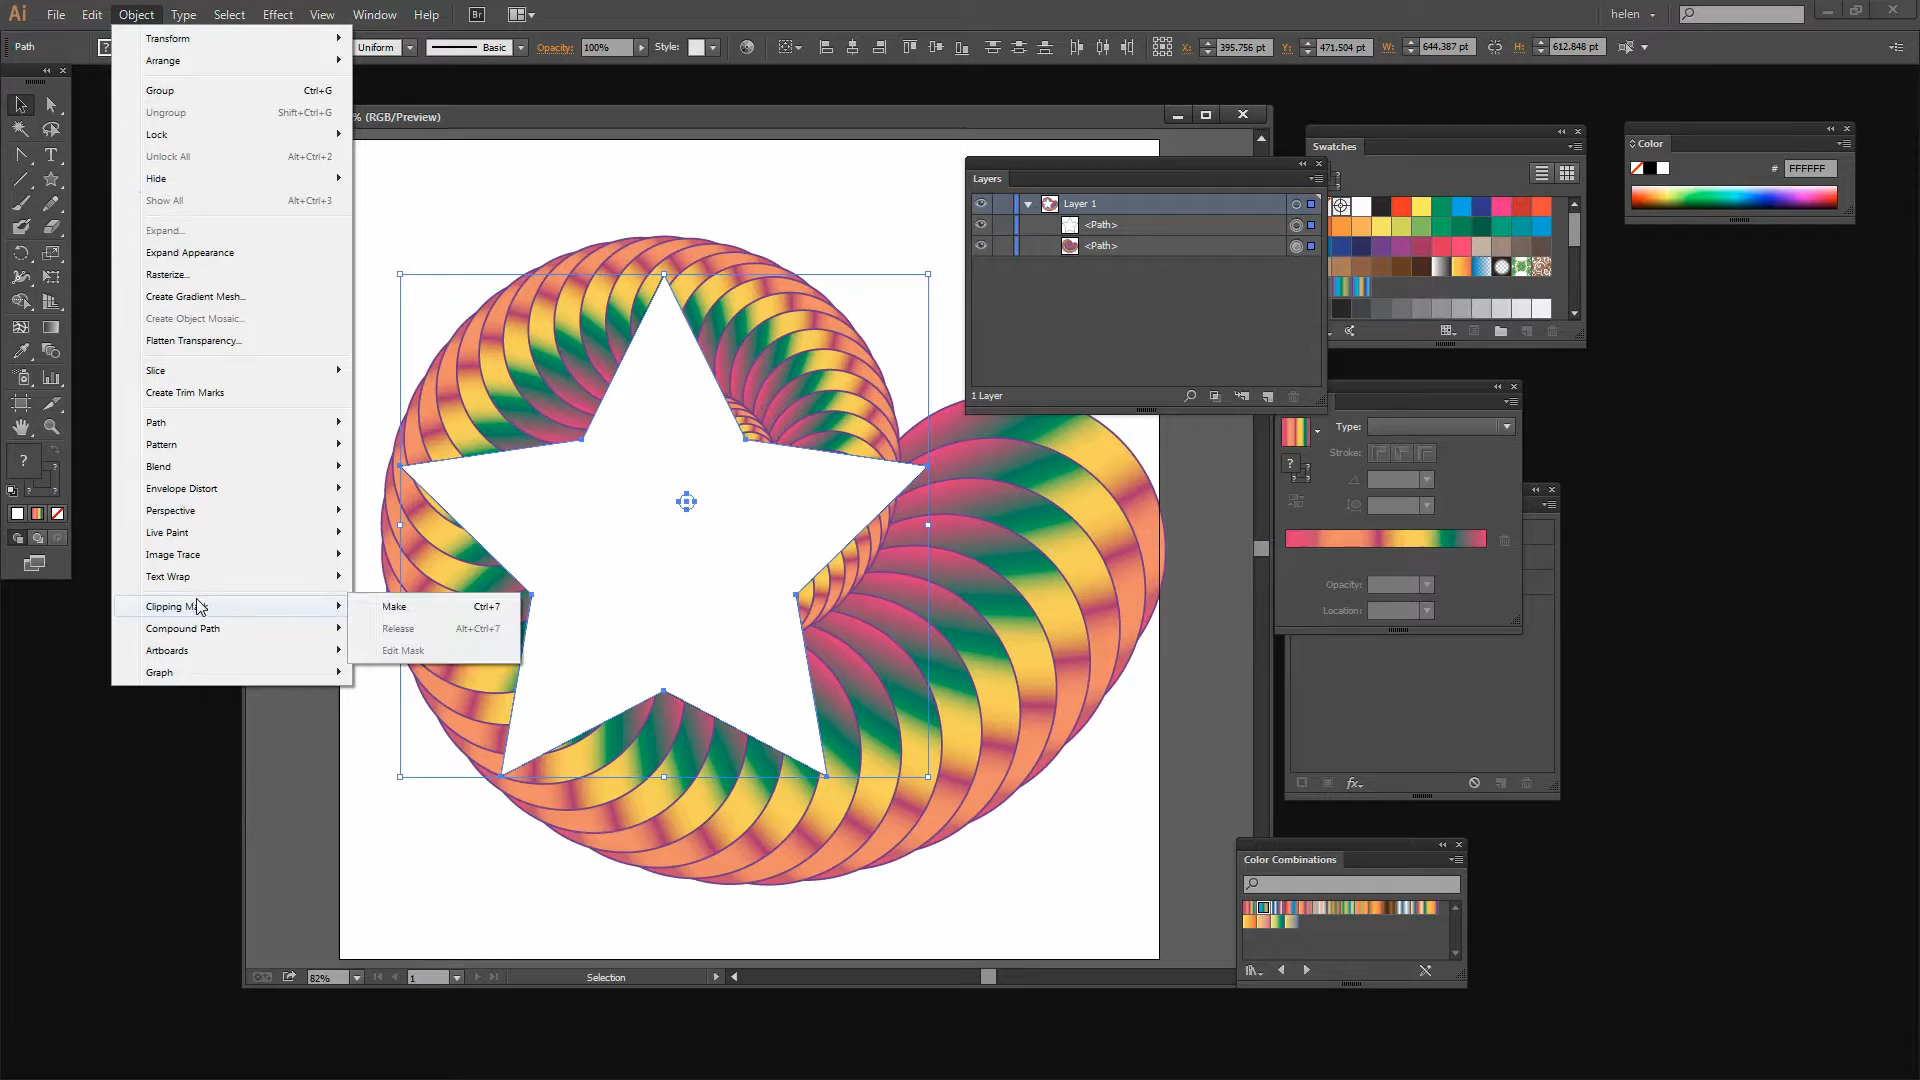 Ai File Edit Object Type Select Effect View Window Help Br helen
Path ? Uniform Basic Opacity: 100% Style: X: 395.756 pt Y: 471.504 pt W: 644.387 pt H: 612.848 pt
Transform
Arrange
Group Ctrl+G
Ungroup Shift+Ctrl+G
Lock
Unlock All Alt+Ctrl+2
Hide
Show All Alt+Ctrl+3
Expand...
Expand Appearance
Rasterize...
Create Gradient Mesh...
Create Object Mosaic...
Flatten Transparency...
Slice
Create Trim Marks
Path
Pattern
Blend
Envelope Distort
Perspective
Live Paint
Image Trace
Text Wrap
Clipping Mask
Compound Path
Artboards
Graph
Make Ctrl+7
Release Alt+Ctrl+7
Edit Mask
% (RGB/Preview)
Layers
Layer 1
<Path>
<Path>
1 Layer
Swatches
Color
# FFFFFF
Type:
Stroke:
Opacity:
Location:
fx
Color Combinations
82% 1 Selection